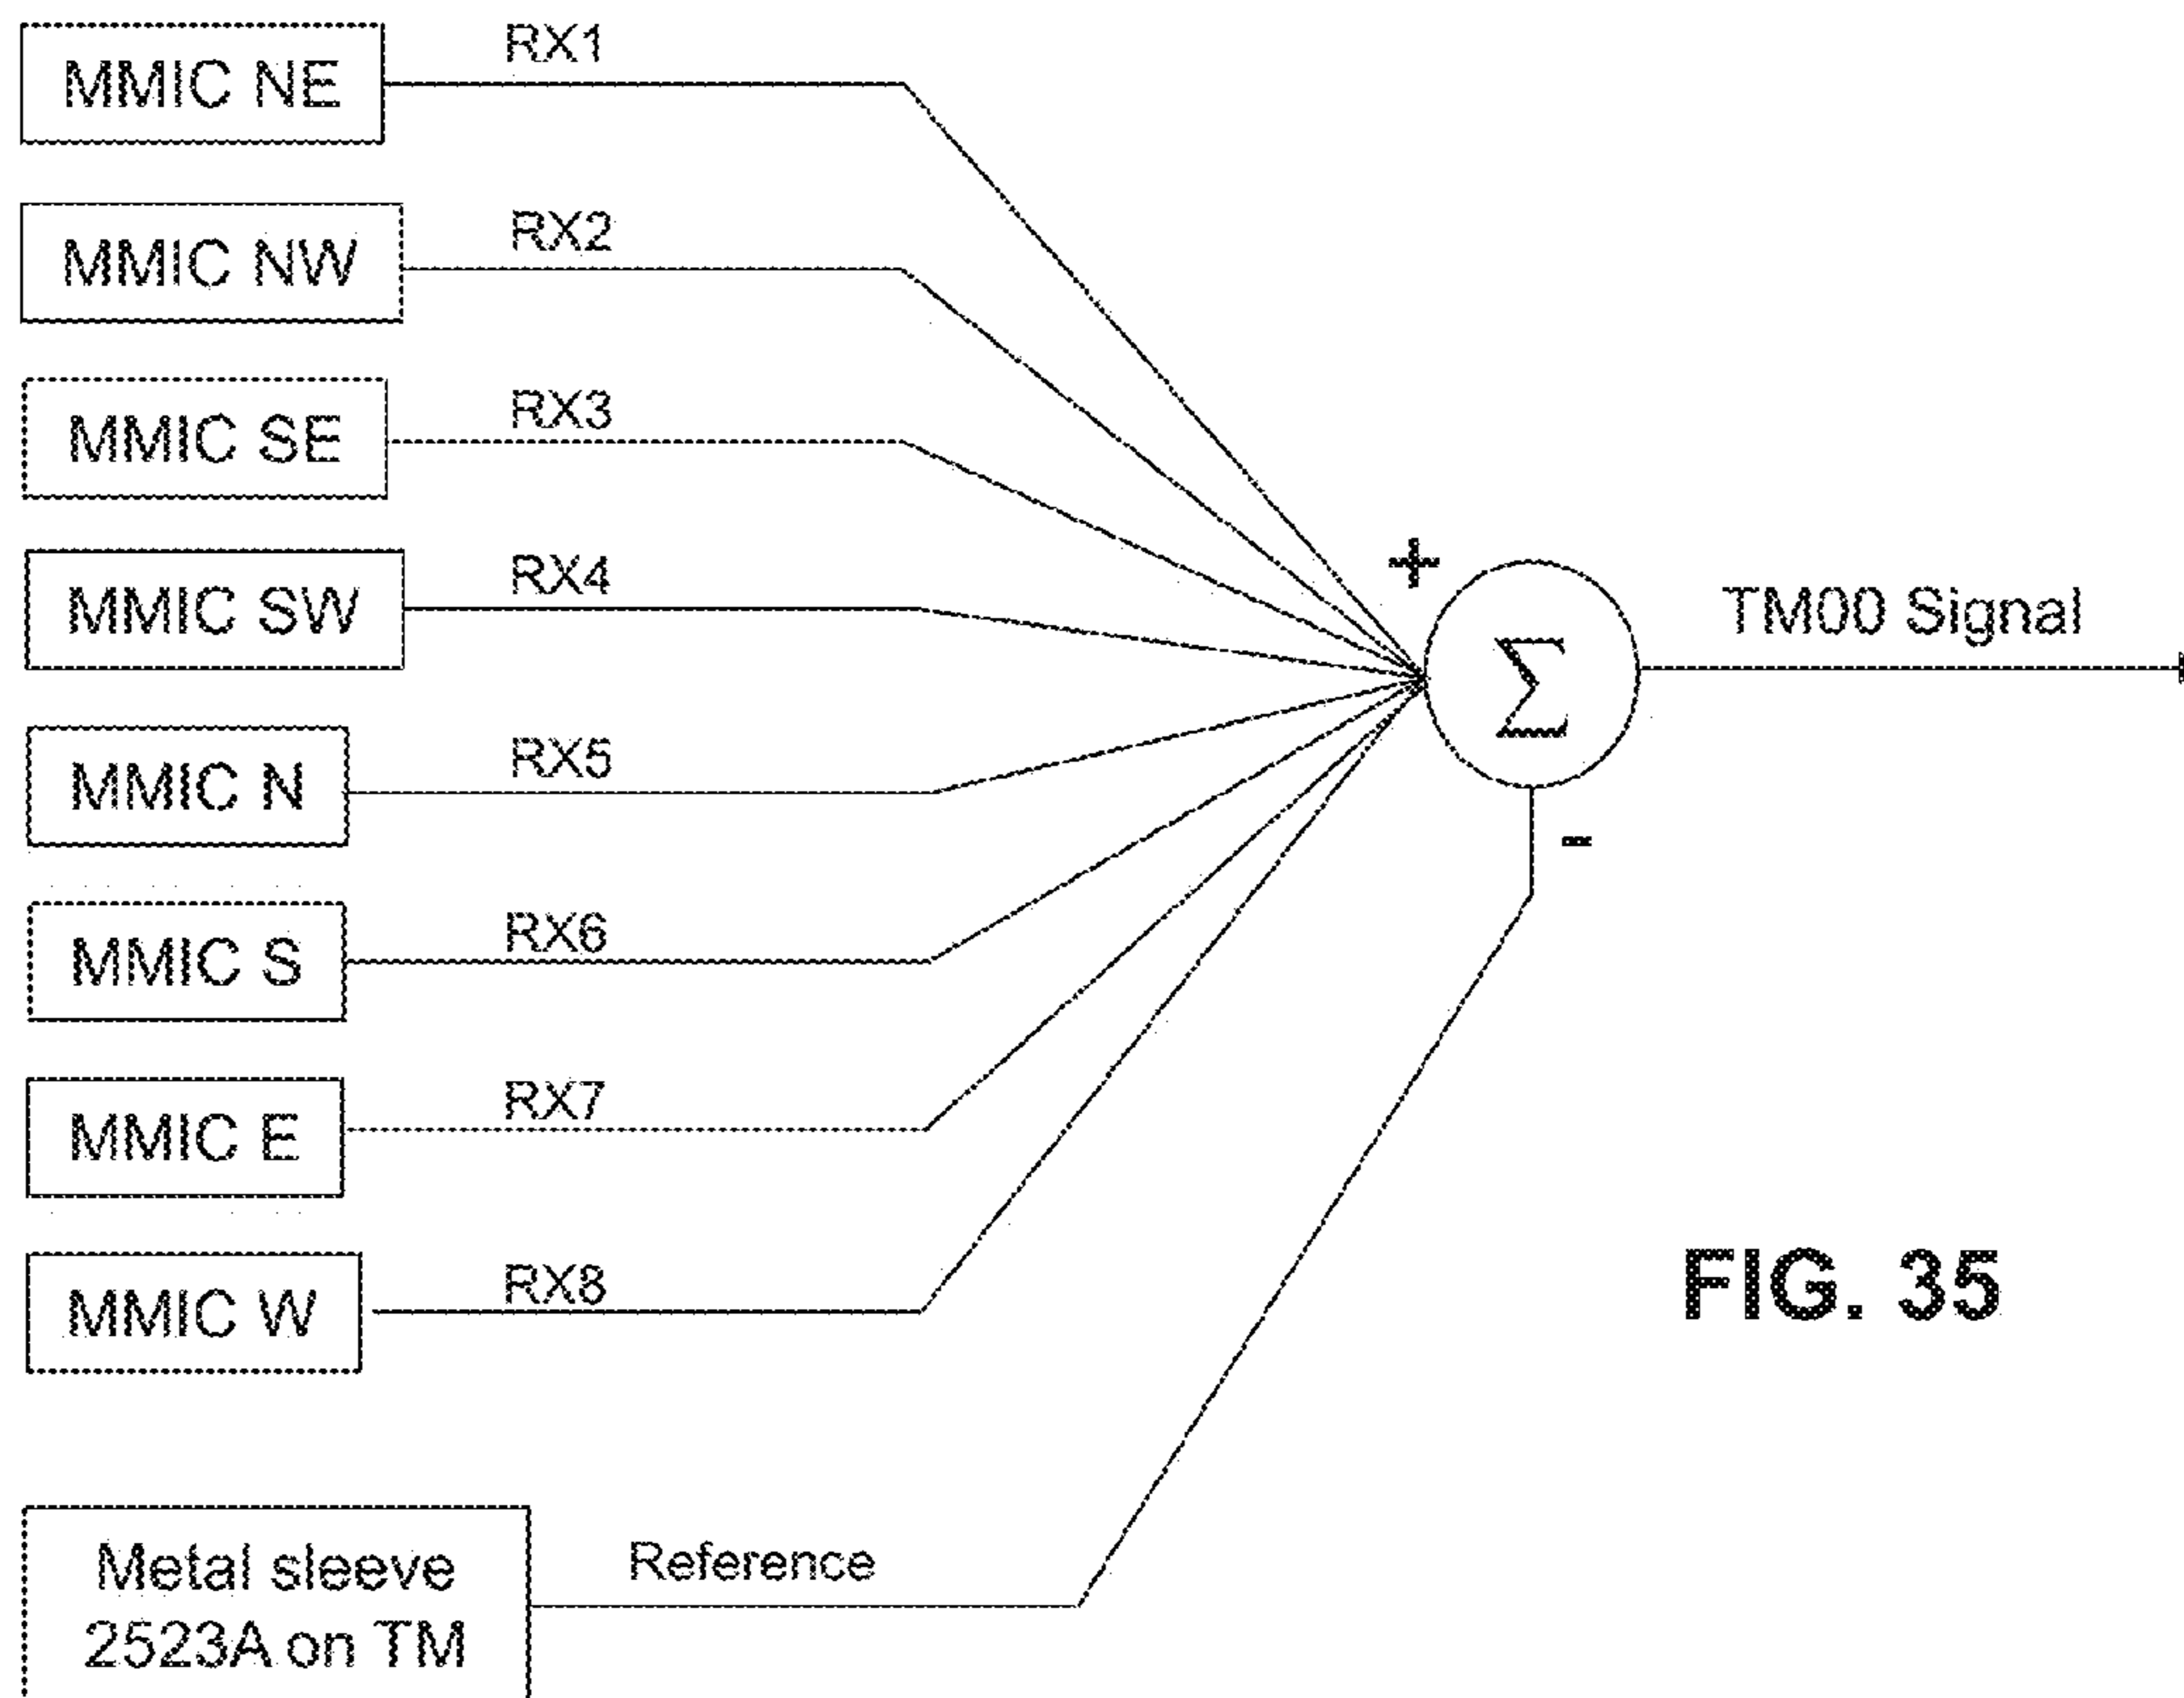 MMIC NE
RX1
MMIC NW
RX2
MMIC SE
RX3
MMIC SW
RX4
+
Σ
TM00 Signal
MMIC N
RX5
-
MMIC S
RX6
MMIC E
RX7
MMIC W
RX8
FIG. 35
Metal sleeve
2523A on TM
Reference